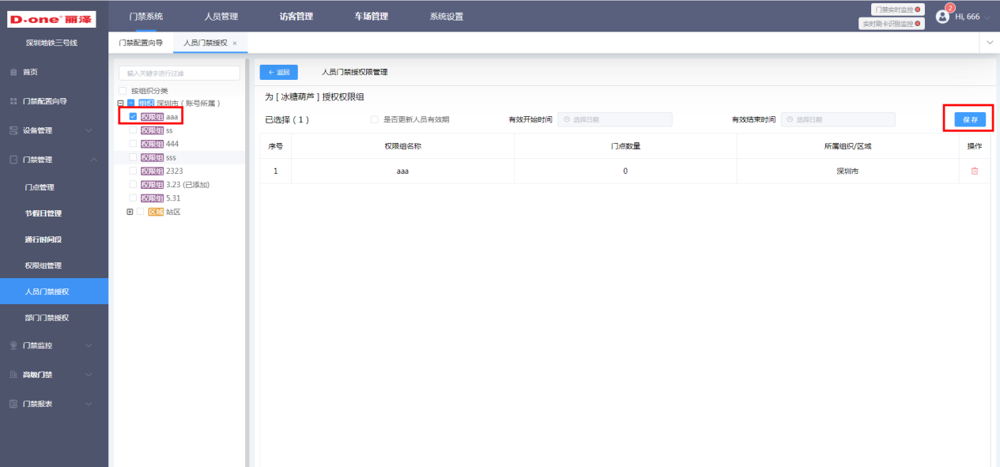 D·one® 丽泽
深圳地铁三号线
首页
门禁配置向导
设备管理
门禁管理
门点管理
节假日管理
通行时间段
权限组管理
人员门禁授权
部门门禁授权
门禁监控
高级门禁
门禁报表
门禁系统 人员管理 访客管理 车场管理 系统设置
门禁实时监控
实时刷卡识别监控
2
Hi, 666
门禁配置向导 人员门禁授权 ×
输入关键字进行过滤
按组织分类
组织 深圳市 ( 账号所属 )
权限组 aaa
权限组 ss
权限组 444
权限组 sss
权限组 2323
权限组 3.23 (已添加)
权限组 5.31
区域 站区
← 返回 人员门禁授权权限管理
为 [ 冰糖葫芦 ] 授权权限组
已选择 ( 1 ) 是否更新人员有效期 有效开始时间 选择日期 有效结束时间 选择日期 保存
序号 权限组名称 门点数量 所属组织/区域 操作
1 aaa 0 深圳市